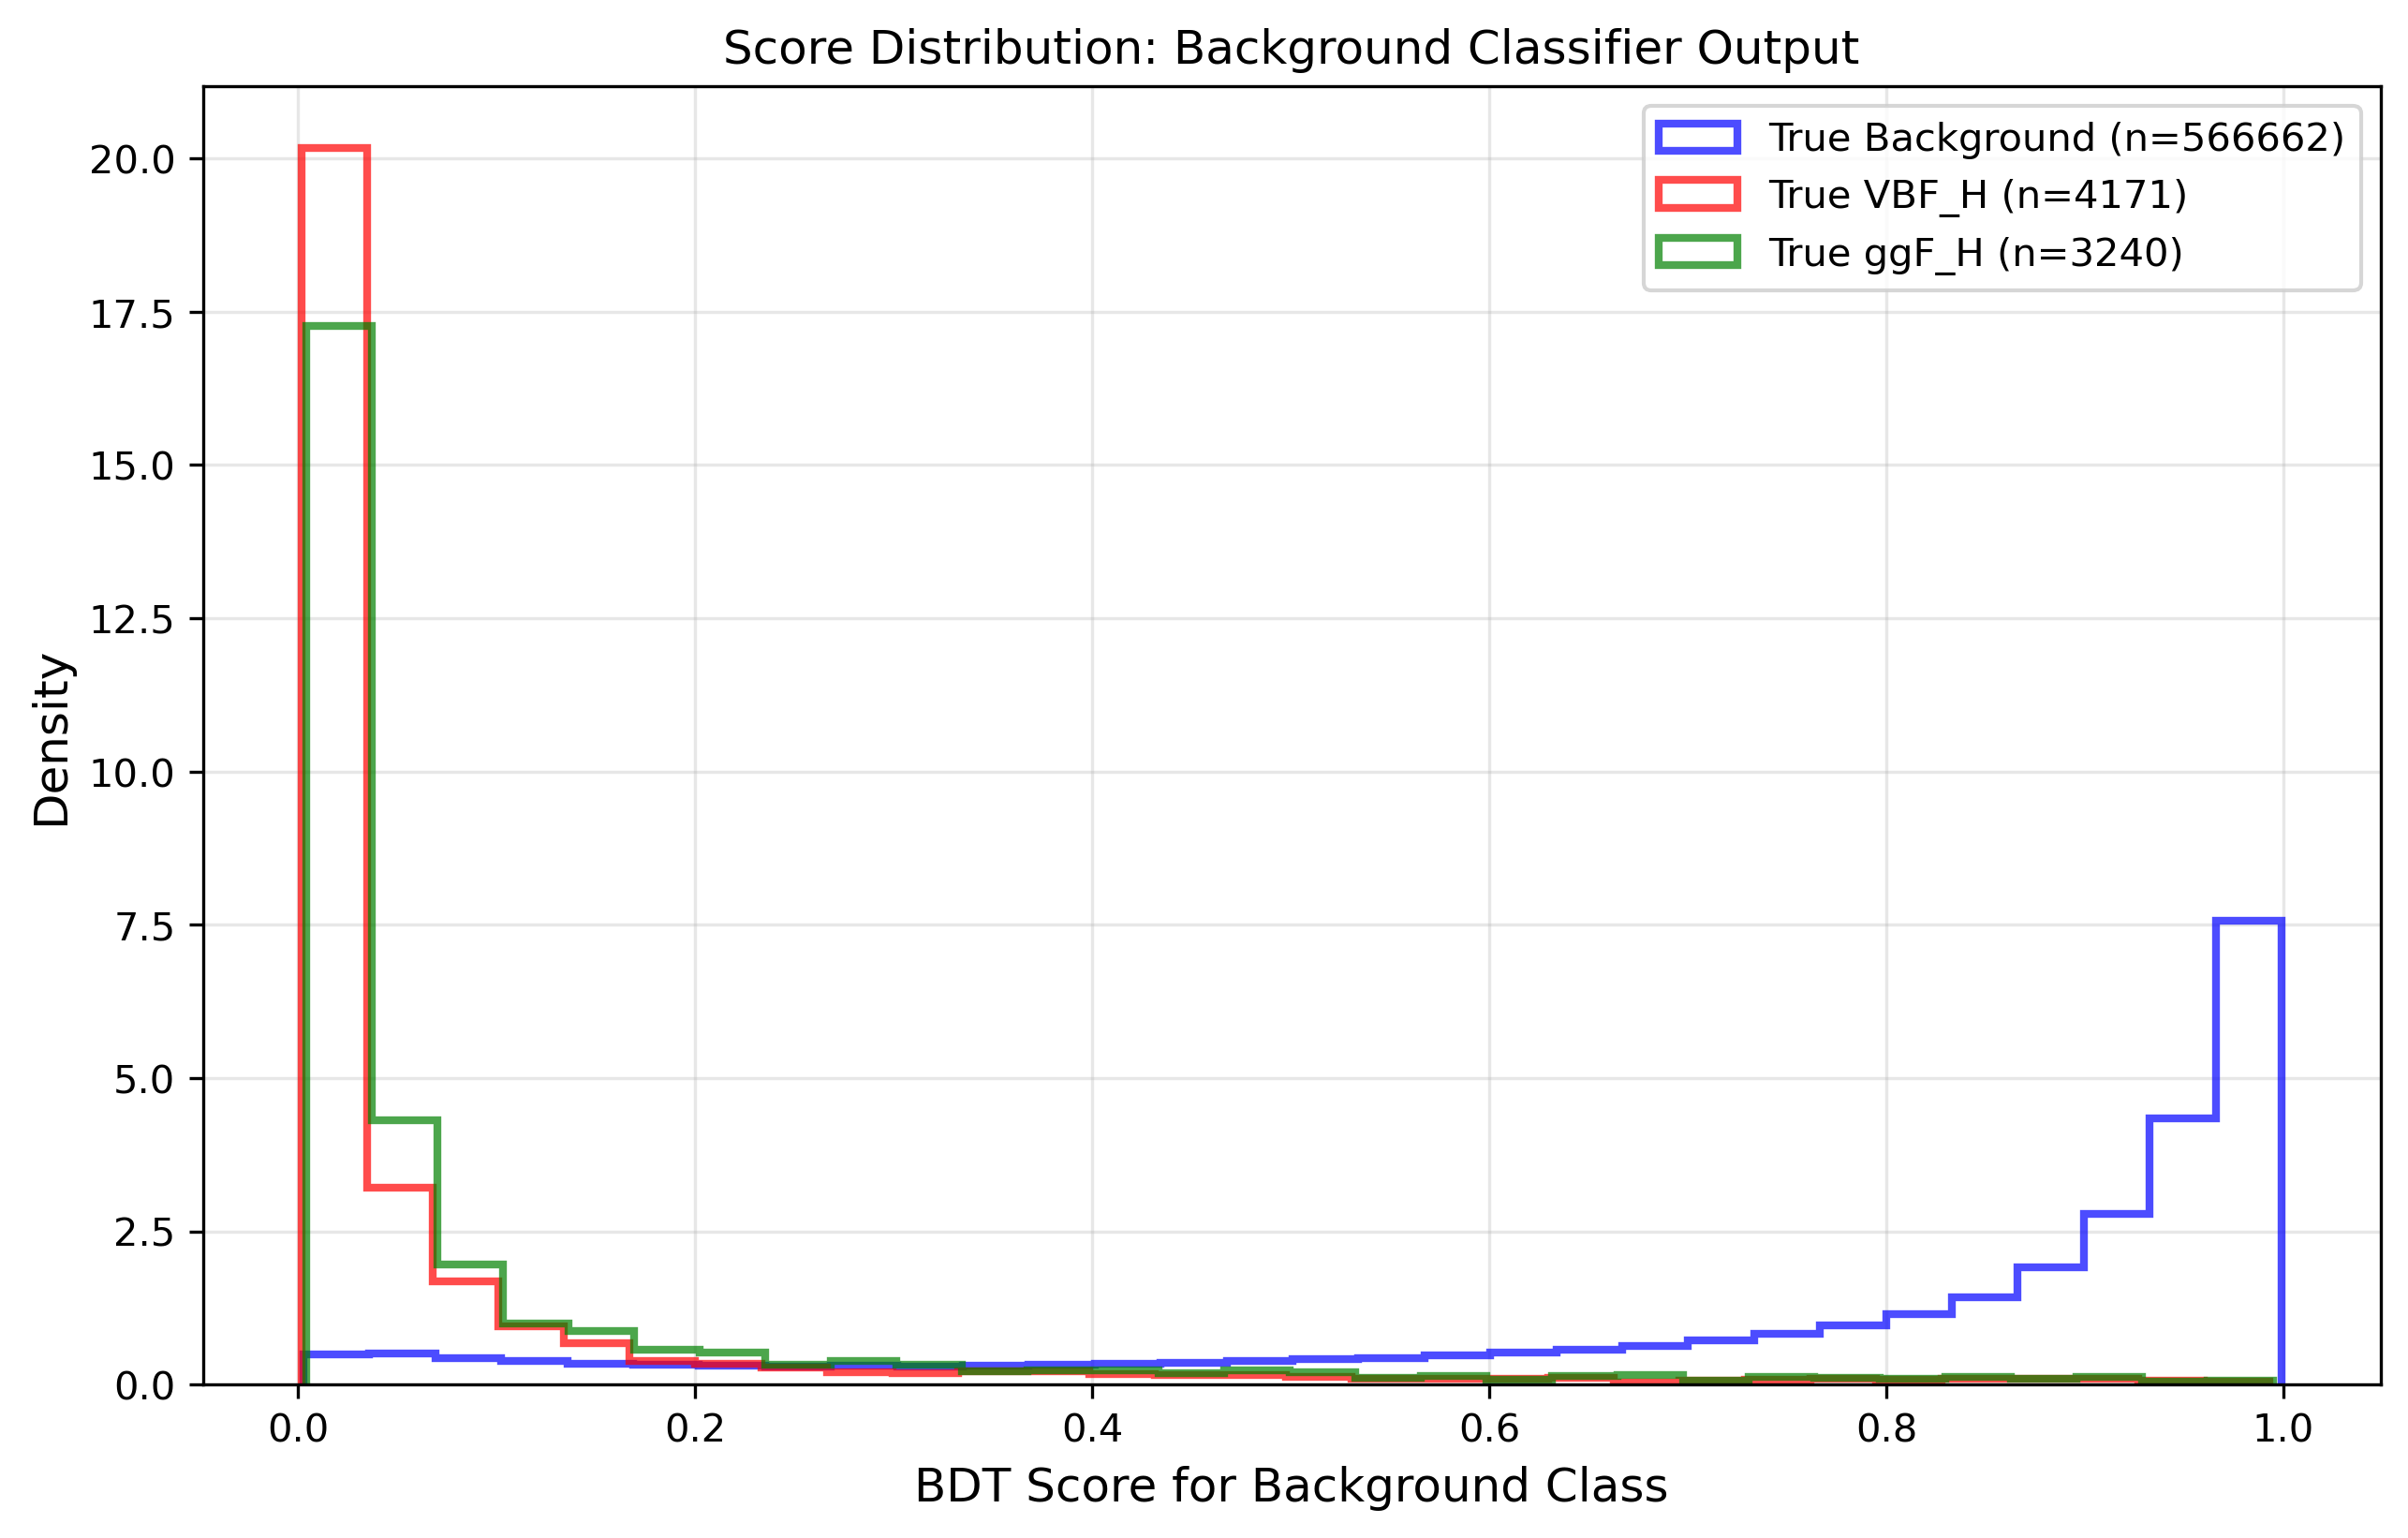 Score Distribution: Background Classifier Output
True Background (n=566662)
True VBF_H (n=4171)
True ggF_H (n=3240)
20.0
17.5
15.0
12.5
10.0
7.5
5.0
2.5
0.0
Density
0.0 0.2 0.4 0.6 0.8 1.0
BDT Score for Background Class